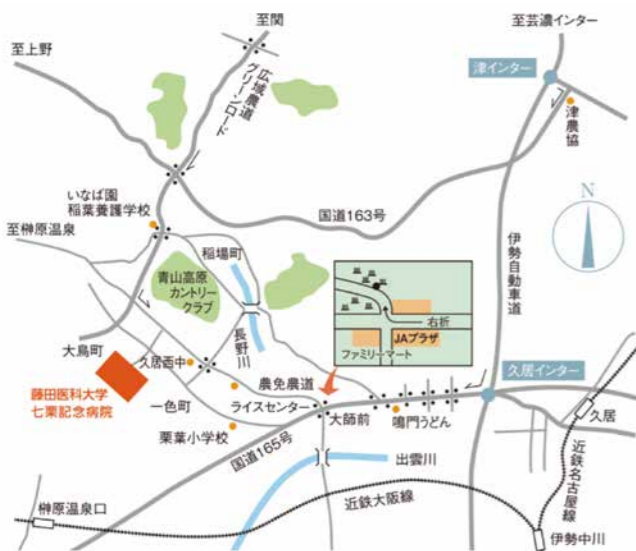 至関
至芸濃インター
至上野
津インター
広域農道
グリーンロード
津農協
いなば園
稲葉養護学校
国道163号
N
至榊原温泉
稲場町
伊勢自動車道
青山高原
カントリー
クラブ
長野川
右折
JAプラザ
ファミリーマート
大鳥町
久居西中
久居インター
藤田医科大学
七栗記念病院
農免農道
一色町
ライスセンター
大師前
鳴門うどん
久居
栗葉小学校
国道165号
出雲川
近鉄名古屋線
榊原温泉口
近鉄大阪線
伊勢中川